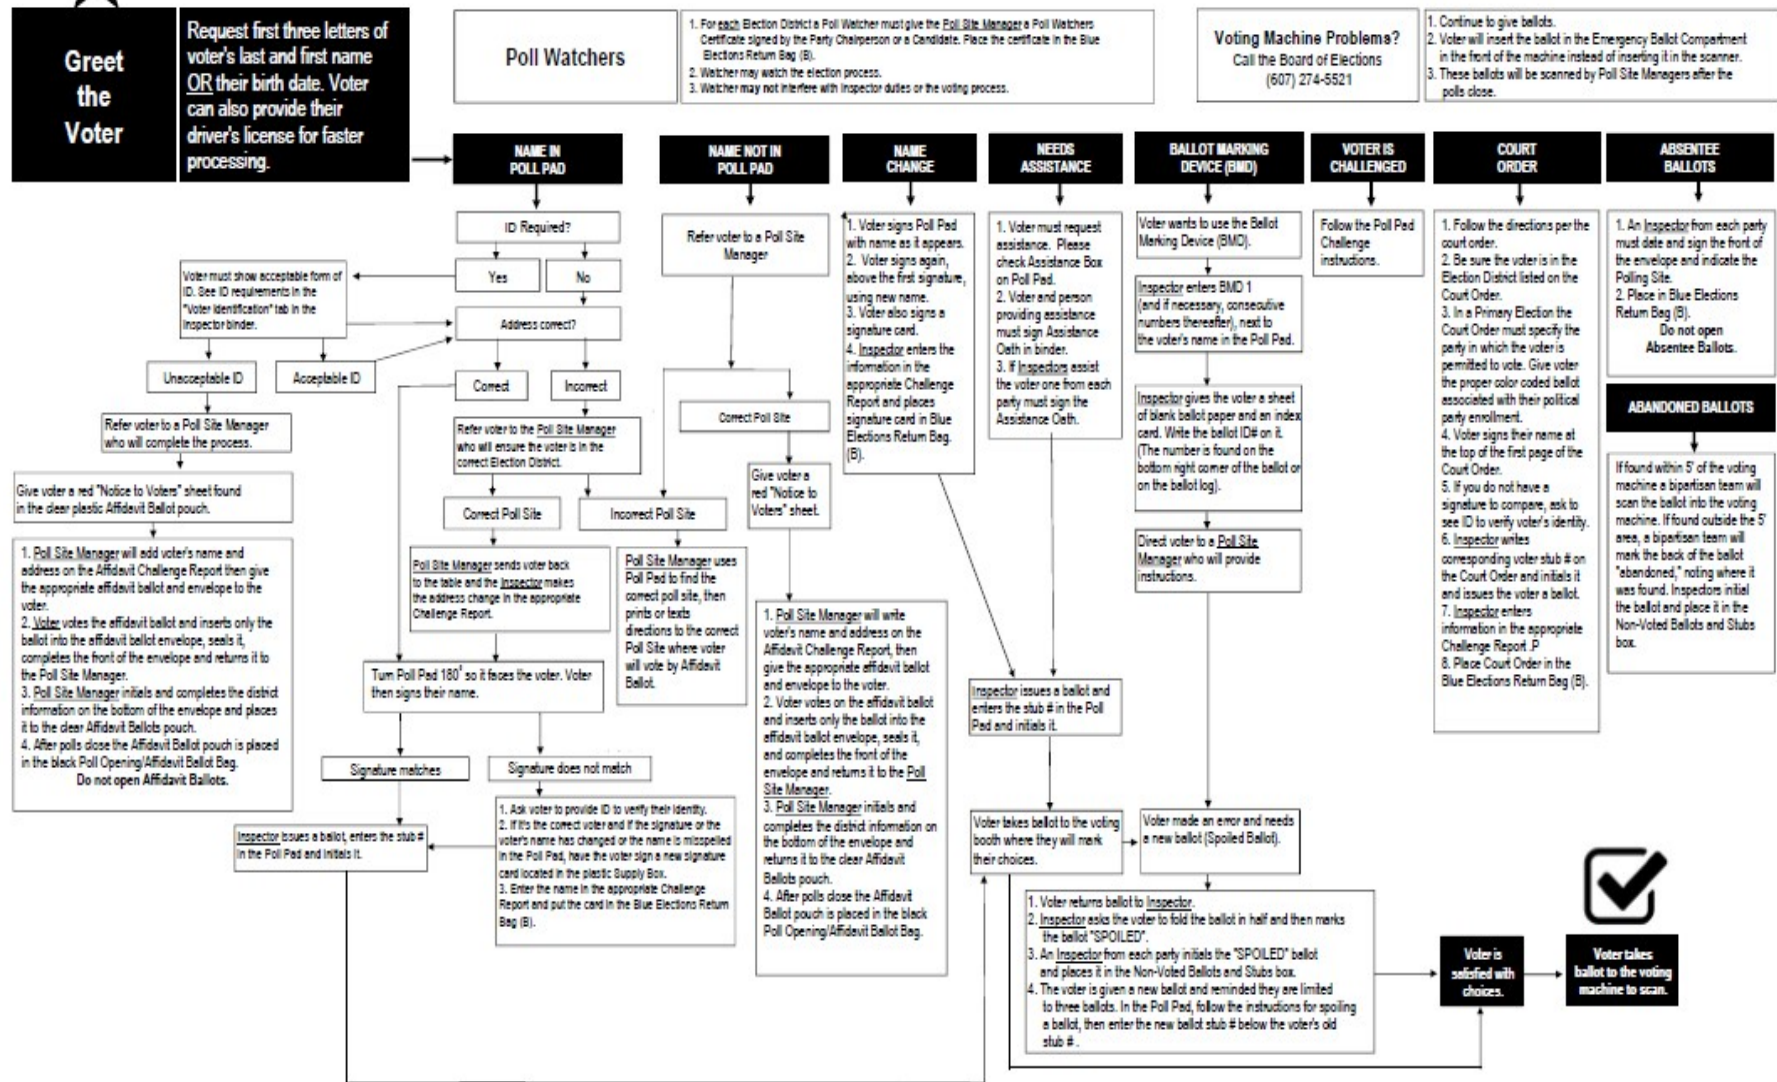 Greet
the
Voter
Request first three letters of
voter's last and first name
OR their birth date. Voter
can also provide their
driver's license for faster
processing.
Poll Watchers
1. For each Election District a Poll Watcher must give the Poll Site Manager a Poll Watchers
Certificate signed by the Party Chairperson or a Candidate. Place the certificate in the Blue
Elections Return Bag (B).
2. Watcher may watch the election process.
3. Watcher may not interfere with Inspector duties or the voting process.
Voting Machine Problems?
Call the Board of Elections
(607) 274-5521
1. Continue to give ballots.
2. Voter will insert the ballot in the Emergency Ballot Compartment
in the front of the machine instead of inserting it in the scanner.
3. These ballots will be scanned by Poll Site Managers after the
polls close.
NAME IN
POLL PAD
ID Required?
Yes
No
Voter must show acceptable form of
ID. See ID requirements in the
"Voter Identification" tab in the
Inspector binder.
Address correct?
Unacceptable ID
Acceptable ID
Correct
Incorrect
Refer voter to a Poll Site Manager
who will complete the process.
Refer voter to the Poll Site Manager
who will ensure the voter is in the
correct Election District.
Give voter a red "Notice to Voters" sheet found
in the clear plastic Affidavit Ballot pouch.
Correct Poll Site
Incorrect Poll Site
1. Poll Site Manager will add voter's name and
address on the Affidavit Challenge Report then give
the appropriate affidavit ballot and envelope to the
voter.
2. Voter votes the affidavit ballot and inserts only the
ballot into the affidavit ballot envelope, seals it,
completes the front of the envelope and returns it to
the Poll Site Manager.
3. Poll Site Manager initials and completes the district
information on the bottom of the envelope and places
it to the clear Affidavit Ballots pouch.
4. After polls close the Affidavit Ballot pouch is placed
in the black Poll Opening/Affidavit Ballot Bag.
Do not open Affidavit Ballots.
Poll Site Manager sends voter back
to the table and the Inspector makes
the address change in the appropriate
Challenge Report.
Poll Site Manager uses
Poll Pad to find the
correct poll site, then
prints or texts
directions to the correct
Poll Site where voter
will vote by Affidavit
Ballot.
Turn Poll Pad 180° so it faces the voter. Voter
then signs their name.
Signature matches
Signature does not match
Inspector issues a ballot, enters the stub #
in the Poll Pad and initials it.
1. Ask voter to provide ID to verify their identity.
2. If it's the correct voter and if the signature or the
voter's name has changed or the name is misspelled
in the Poll Pad, have the voter sign a new signature
card located in the plastic Supply Box.
3. Enter the name in the appropriate Challenge
Report and put the card in the Blue Elections Return
Bag (B).
NAME NOT IN
POLL PAD
Refer voter to a Poll Site
Manager
Correct Poll Site
Give voter a
red "Notice to
Voters" sheet.
1. Poll Site Manager will write
voter's name and address on the
Affidavit Challenge Report, then
give the appropriate affidavit ballot
and envelope to the voter.
2. Voter votes on the affidavit ballot
and inserts only the ballot into the
affidavit ballot envelope, seals it,
and completes the front of the
envelope and returns it to the Poll
Site Manager.
3. Poll Site Manager initials and
completes the district information on
the bottom of the envelope and
returns it to the clear Affidavit
Ballots pouch.
4. After polls close the Affidavit
Ballot pouch is placed in the black
Poll Opening/Affidavit Ballot Bag.
NAME
CHANGE
1. Voter signs Poll Pad
with name as it appears.
2. Voter signs again,
above the first signature,
using new name.
3. Voter also signs a
signature card.
4. Inspector enters the
information in the
appropriate Challenge
Report and places
signature card in Blue
Elections Return Bag.
(B).
NEEDS
ASSISTANCE
1. Voter must request
assistance. Please
check Assistance Box
on Poll Pad.
2. Voter and person
providing assistance
must sign Assistance
Oath in binder.
3. If Inspectors assist
the voter one from each
party must sign the
Assistance Oath.
Inspector issues a ballot and
enters the stub # in the Poll
Pad and initials it.
Voter takes ballot to the voting
booth where they will mark
their choices.
BALLOT MARKING
DEVICE (BMD)
Voter wants to use the Ballot
Marking Device (BMD).
Inspector enters BMD 1
(and if necessary, consecutive
numbers thereafter), next to
the voter's name in the Poll Pad.
Inspector gives the voter a sheet
of blank ballot paper and an index
card. Write the ballot ID# on it.
(The number is found on the
bottom right corner of the ballot or
on the ballot log).
Direct voter to a Poll Site
Manager who will provide
instructions.
Voter made an error and needs
a new ballot (Spoiled Ballot).
1. Voter returns ballot to Inspector.
2. Inspector asks the voter to fold the ballot in half and then marks
the ballot "SPOILED".
3. An Inspector from each party initials the "SPOILED" ballot
and places it in the Non-Voted Ballots and Stubs box.
4. The voter is given a new ballot and reminded they are limited
to three ballots. In the Poll Pad, follow the instructions for spoiling
a ballot, then enter the new ballot stub # below the voter's old
stub # .
VOTER IS
CHALLENGED
Follow the Poll Pad
Challenge
instructions.
COURT
ORDER
1. Follow the directions per the
court order.
2. Be sure the voter is in the
Election District listed on the
Court Order.
3. In a Primary Election the
Court Order must specify the
party in which the voter is
permitted to vote. Give voter
the proper color coded ballot
associated with their political
party enrollment.
4. Voter signs their name at
the top of the first page of the
Court Order.
5. If you do not have a
signature to compare, ask to
see ID to verify voter's identity.
6. Inspector writes
corresponding voter stub # on
the Court Order and initials it
and issues the voter a ballot.
7. Inspector enters
information in the appropriate
Challenge Report .P
8. Place Court Order in the
Blue Elections Return Bag (B).
ABSENTEE
BALLOTS
1. An Inspector from each party
must date and sign the front of
the envelope and indicate the
Polling Site.
2. Place in Blue Elections
Return Bag (B).
Do not open
Absentee Ballots.
ABANDONED BALLOTS
If found within 5' of the voting
machine a bipartisan team will
scan the ballot into the voting
machine. If found outside the 5'
area, a bipartisan team will
mark the back of the ballot
"abandoned," noting where it
was found. Inspectors initial
the ballot and place it in the
Non-Voted Ballots and Stubs
box.
Voter is
satisfied with
choices.
Voter takes
ballot to the voting
machine to scan.